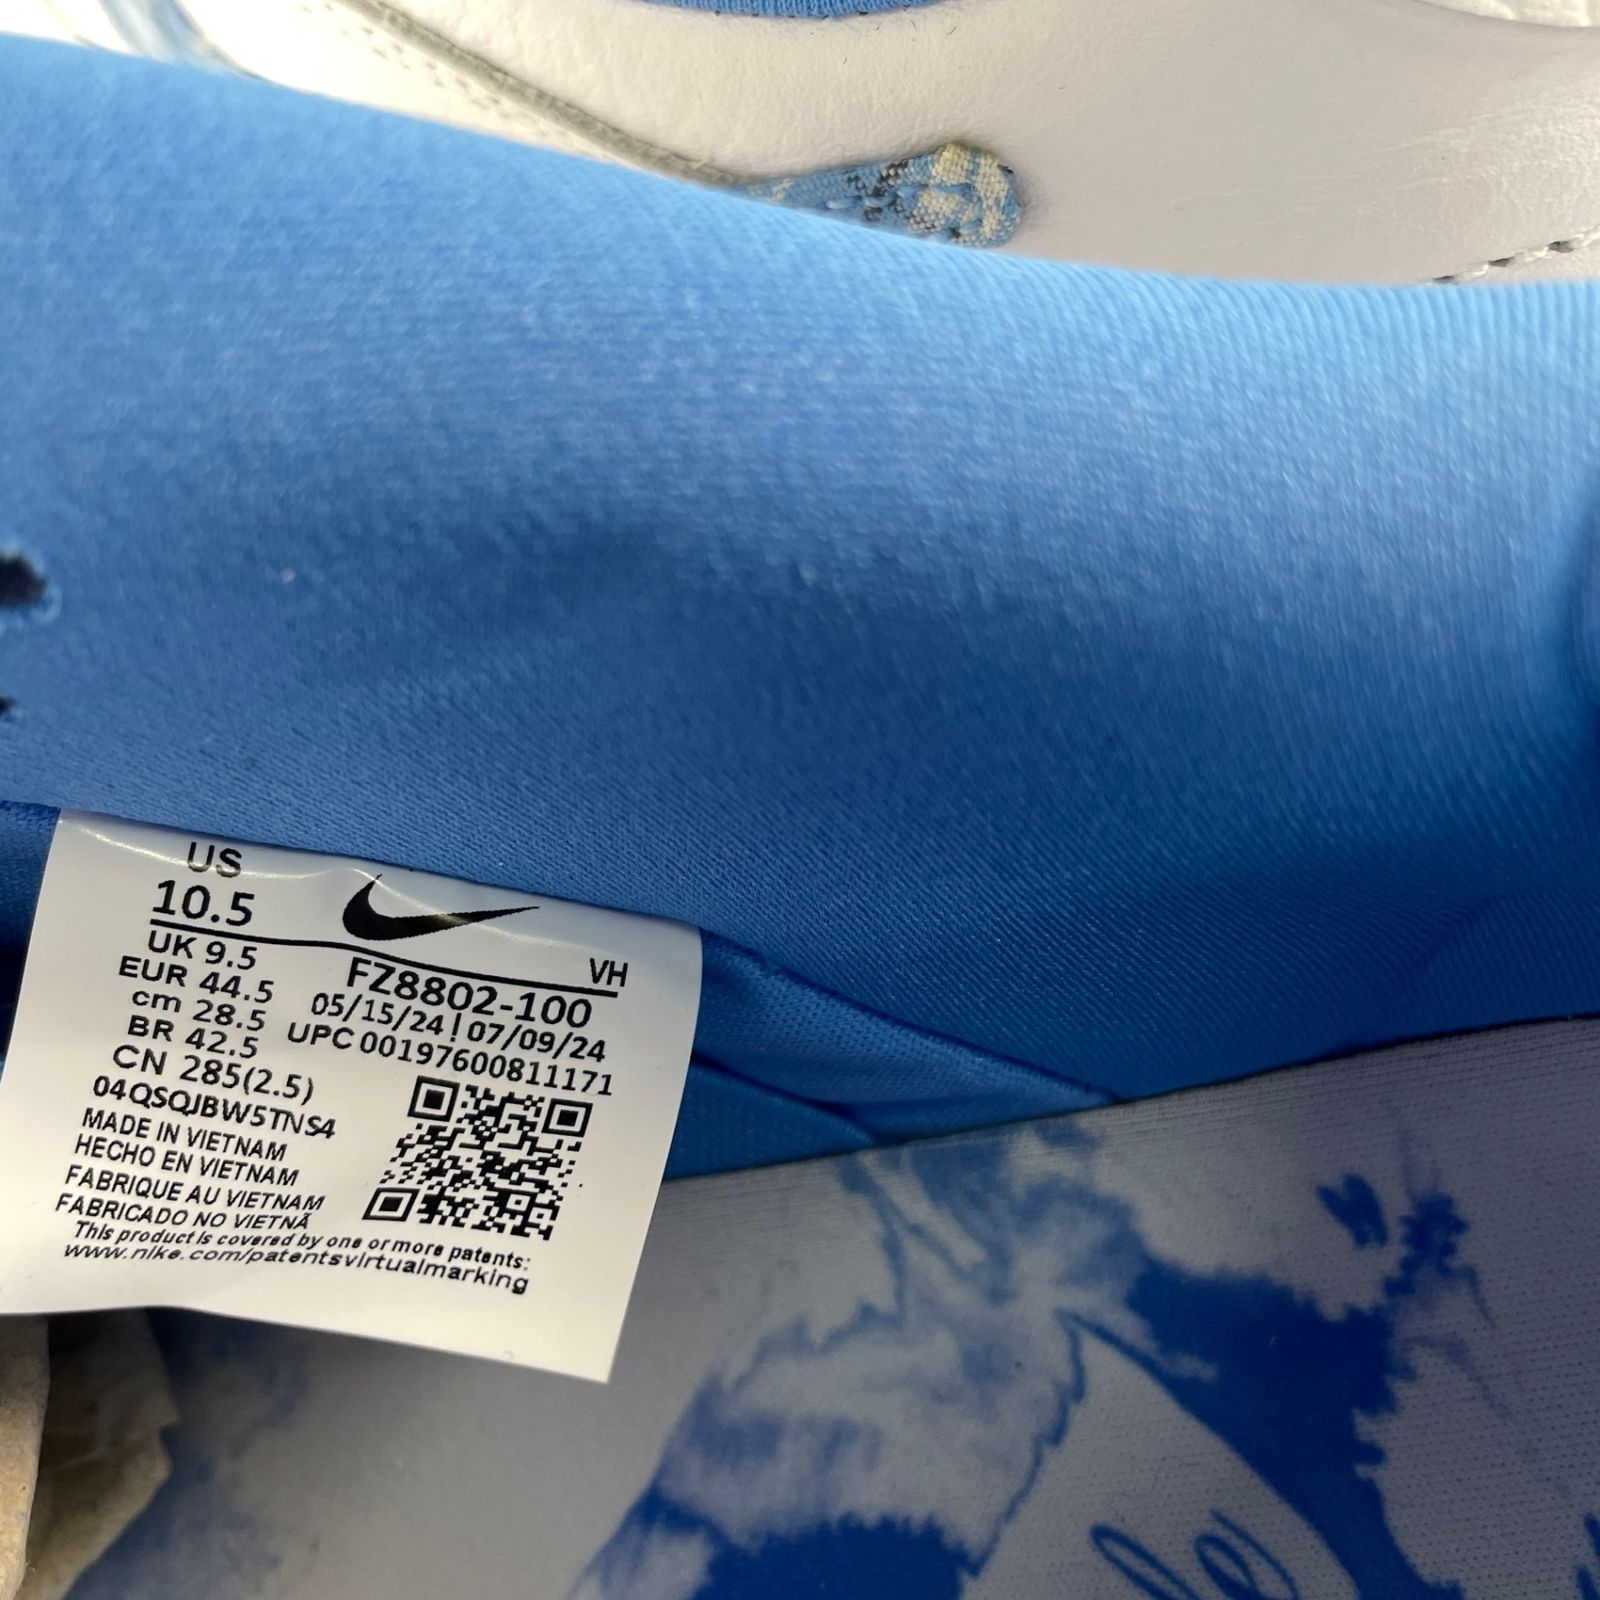 US
10.5
UK 9.5
EUR 44.5
cm 28.5
BR 42.5
CN 285(2.5)
04QSQJBW5TNS4
VH
FZ8802-100
05/15/24 | 07/09/24
UPC 00197600811171
MADE IN VIETNAM
HECHO EN VIETNAM
FABRIQUE AU VIETNAM
FABRICADO NO VIETNÃ
This product is covered by one or more patents:
www.nike.com/patentsvirtualmarking